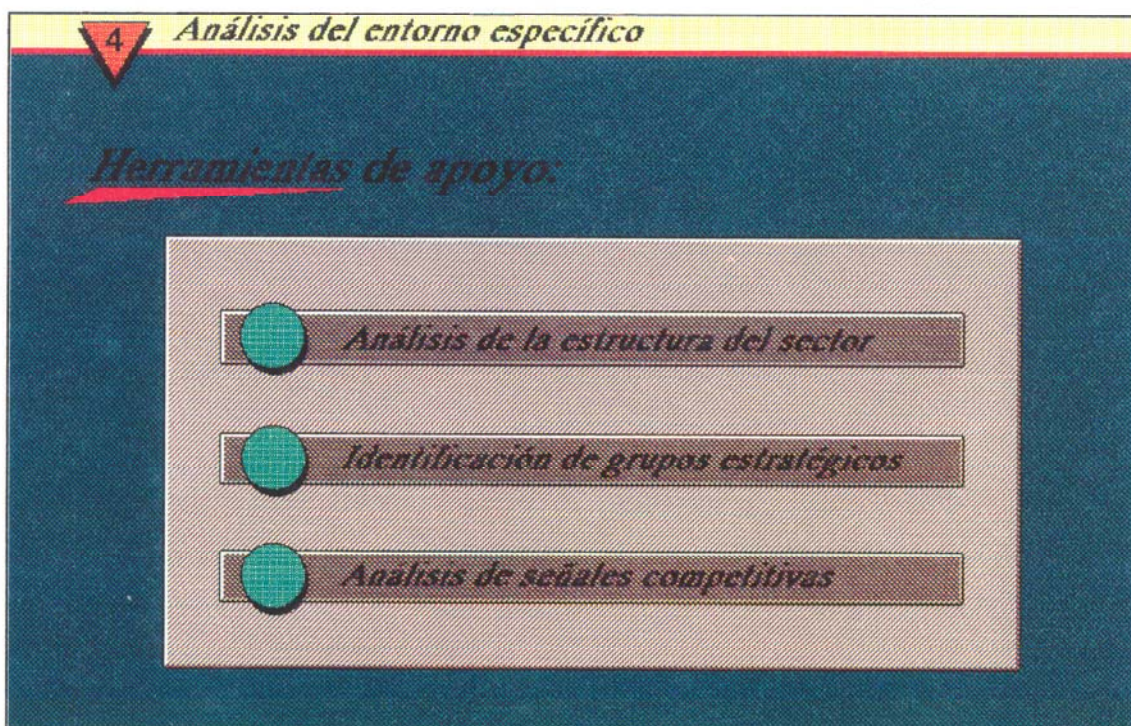 4
Análisis del entorno específico
Herramientas de apoyo:
Análisis de la estructura del sector
Identificación de grupos estratégicos
Análisis de señales competitivas